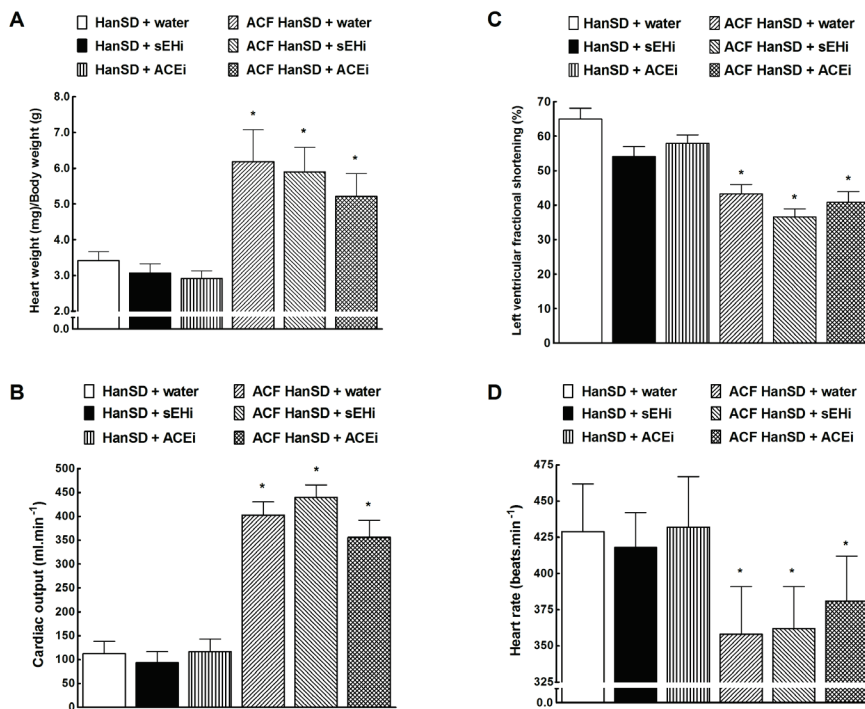 A
HanSD + water
ACF HanSD + water
HanSD + sEHi
ACF HanSD + sEHi
HanSD + ACEi
ACF HanSD + ACEi
Heart weight (mg)/Body weight (g)
8.0
7.0
6.0
5.0
4.0
3.0
2.0
0.0
*
*
*
C
HanSD + water
ACF HanSD + water
HanSD + sEHi
ACF HanSD + sEHi
HanSD + ACEi
ACF HanSD + ACEi
Left ventricular fractional shortening (%)
70
60
50
40
30
20
10
0
*
*
*
B
HanSD + water
ACF HanSD + water
HanSD + sEHi
ACF HanSD + sEHi
HanSD + ACEi
ACF HanSD + ACEi
Cardiac output (ml.min⁻¹)
500
450
400
350
300
250
200
150
100
50
0
*
*
*
D
HanSD + water
ACF HanSD + water
HanSD + sEHi
ACF HanSD + sEHi
HanSD + ACEi
ACF HanSD + ACEi
Heart rate (beats.min⁻¹)
475
450
425
400
375
350
325
0.0
*
*
*